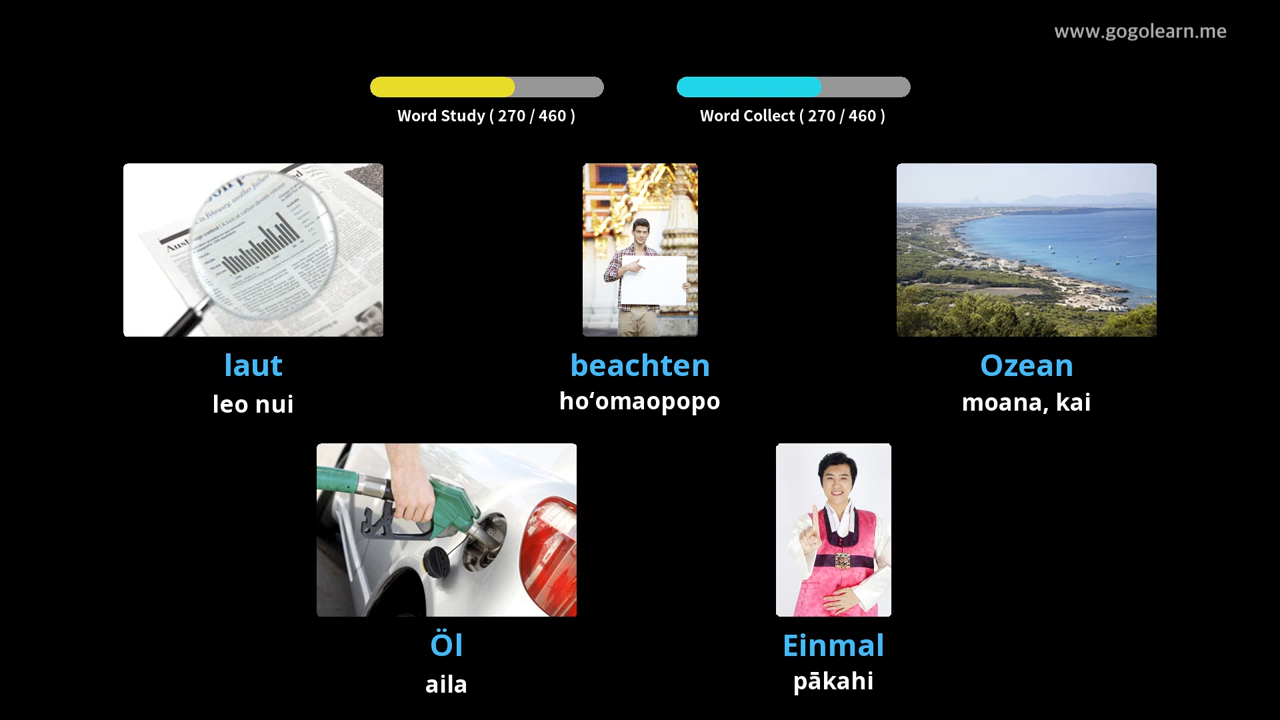 www.gogolearn.me
Word Study ( 270 / 460 )
Word Collect ( 270 / 460 )
laut
leo nui
beachten
hoʻomaopopo
Ozean
moana, kai
Öl
aila
Einmal
pākahi